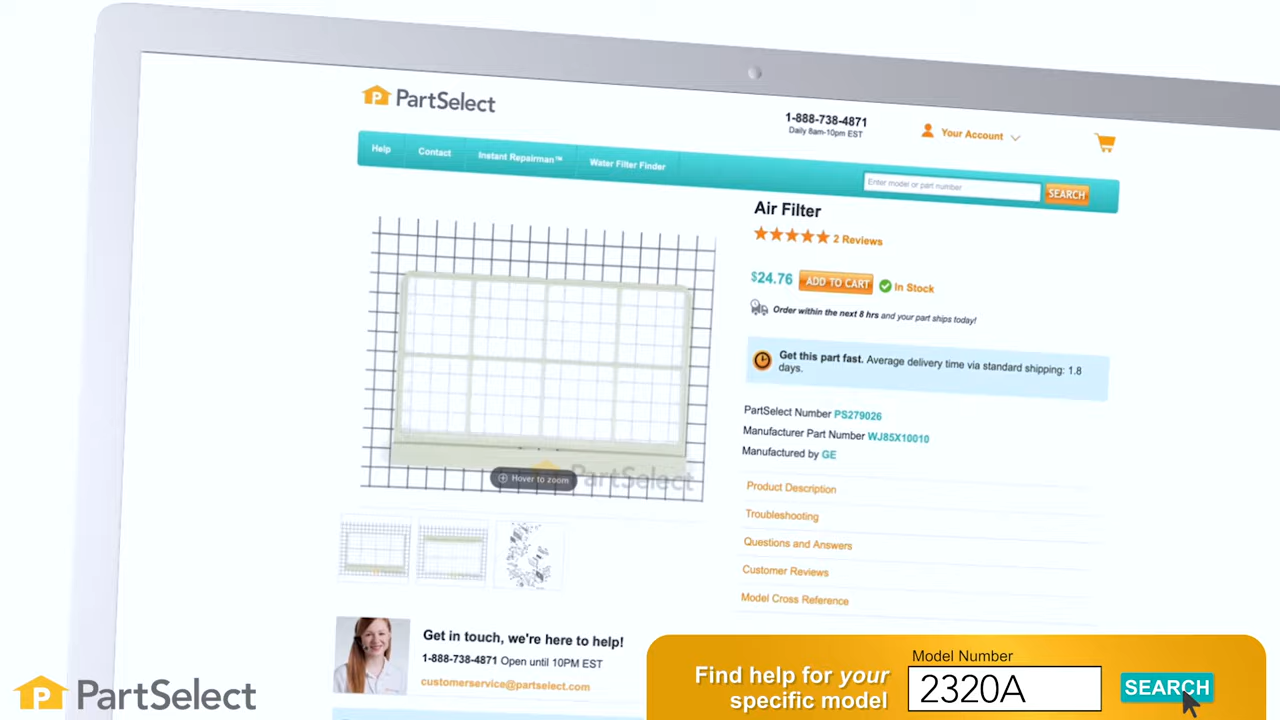 PartSelect
1-888-738-4871
Daily 8am-10pm EST
Your Account
Help
Contact
Instant Repairman™
Water Filter Finder
Enter model or part number
SEARCH
Air Filter
2 Reviews
$24.76
ADD TO CART
In Stock
Order within the next 8 hrs and your part ships today!
Get this part fast. Average delivery time via standard shipping: 1.8
days.
PartSelect Number PS279026
Manufacturer Part Number WJ85X10010
Manufactured by GE
PartSelect
Hover to zoom
Product Description
Troubleshooting
Questions and Answers
Customer Reviews
Model Cross Reference
Get in touch, we're here to help!
1-888-738-4871 Open until 10PM EST
customerservice@partselect.com
PartSelect
Find help for your
specific model
Model Number
2320A
SEARCH